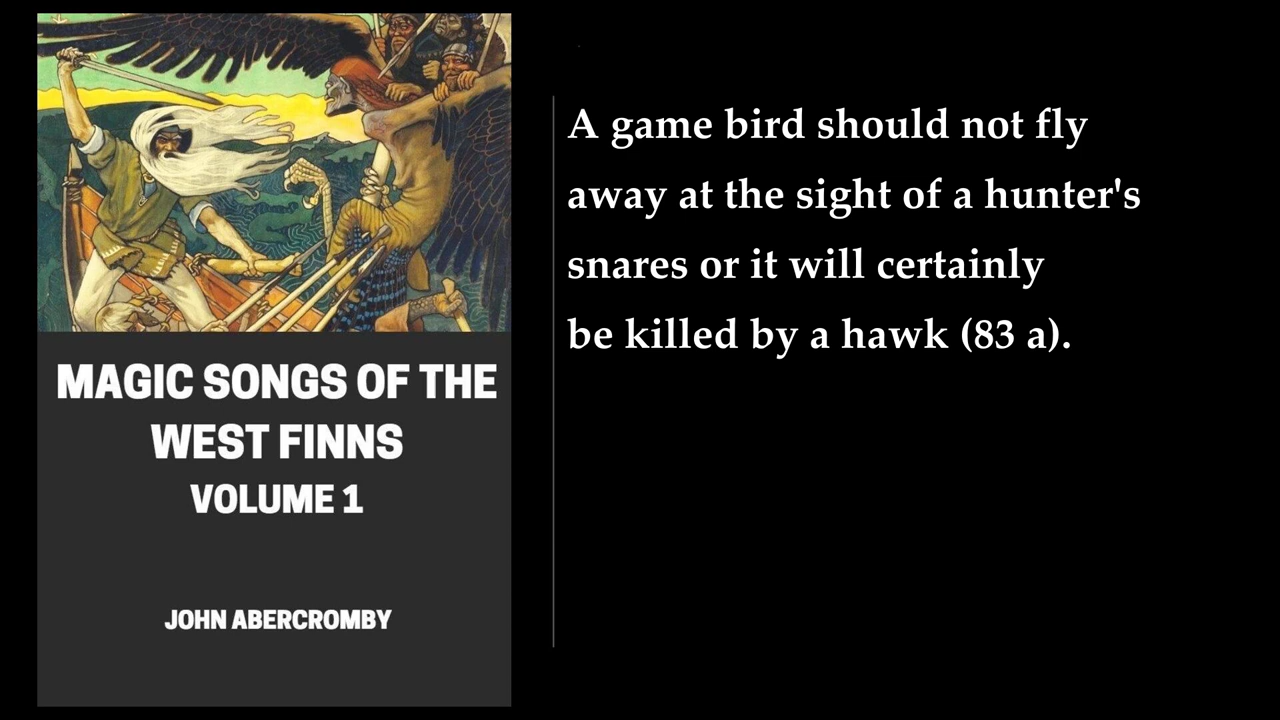 MAGIC SONGS OF THE
WEST FINNS
VOLUME 1
JOHN ABERCROMBY
A game bird should not fly
away at the sight of a hunter's
snares or it will certainly
be killed by a hawk (83 a).